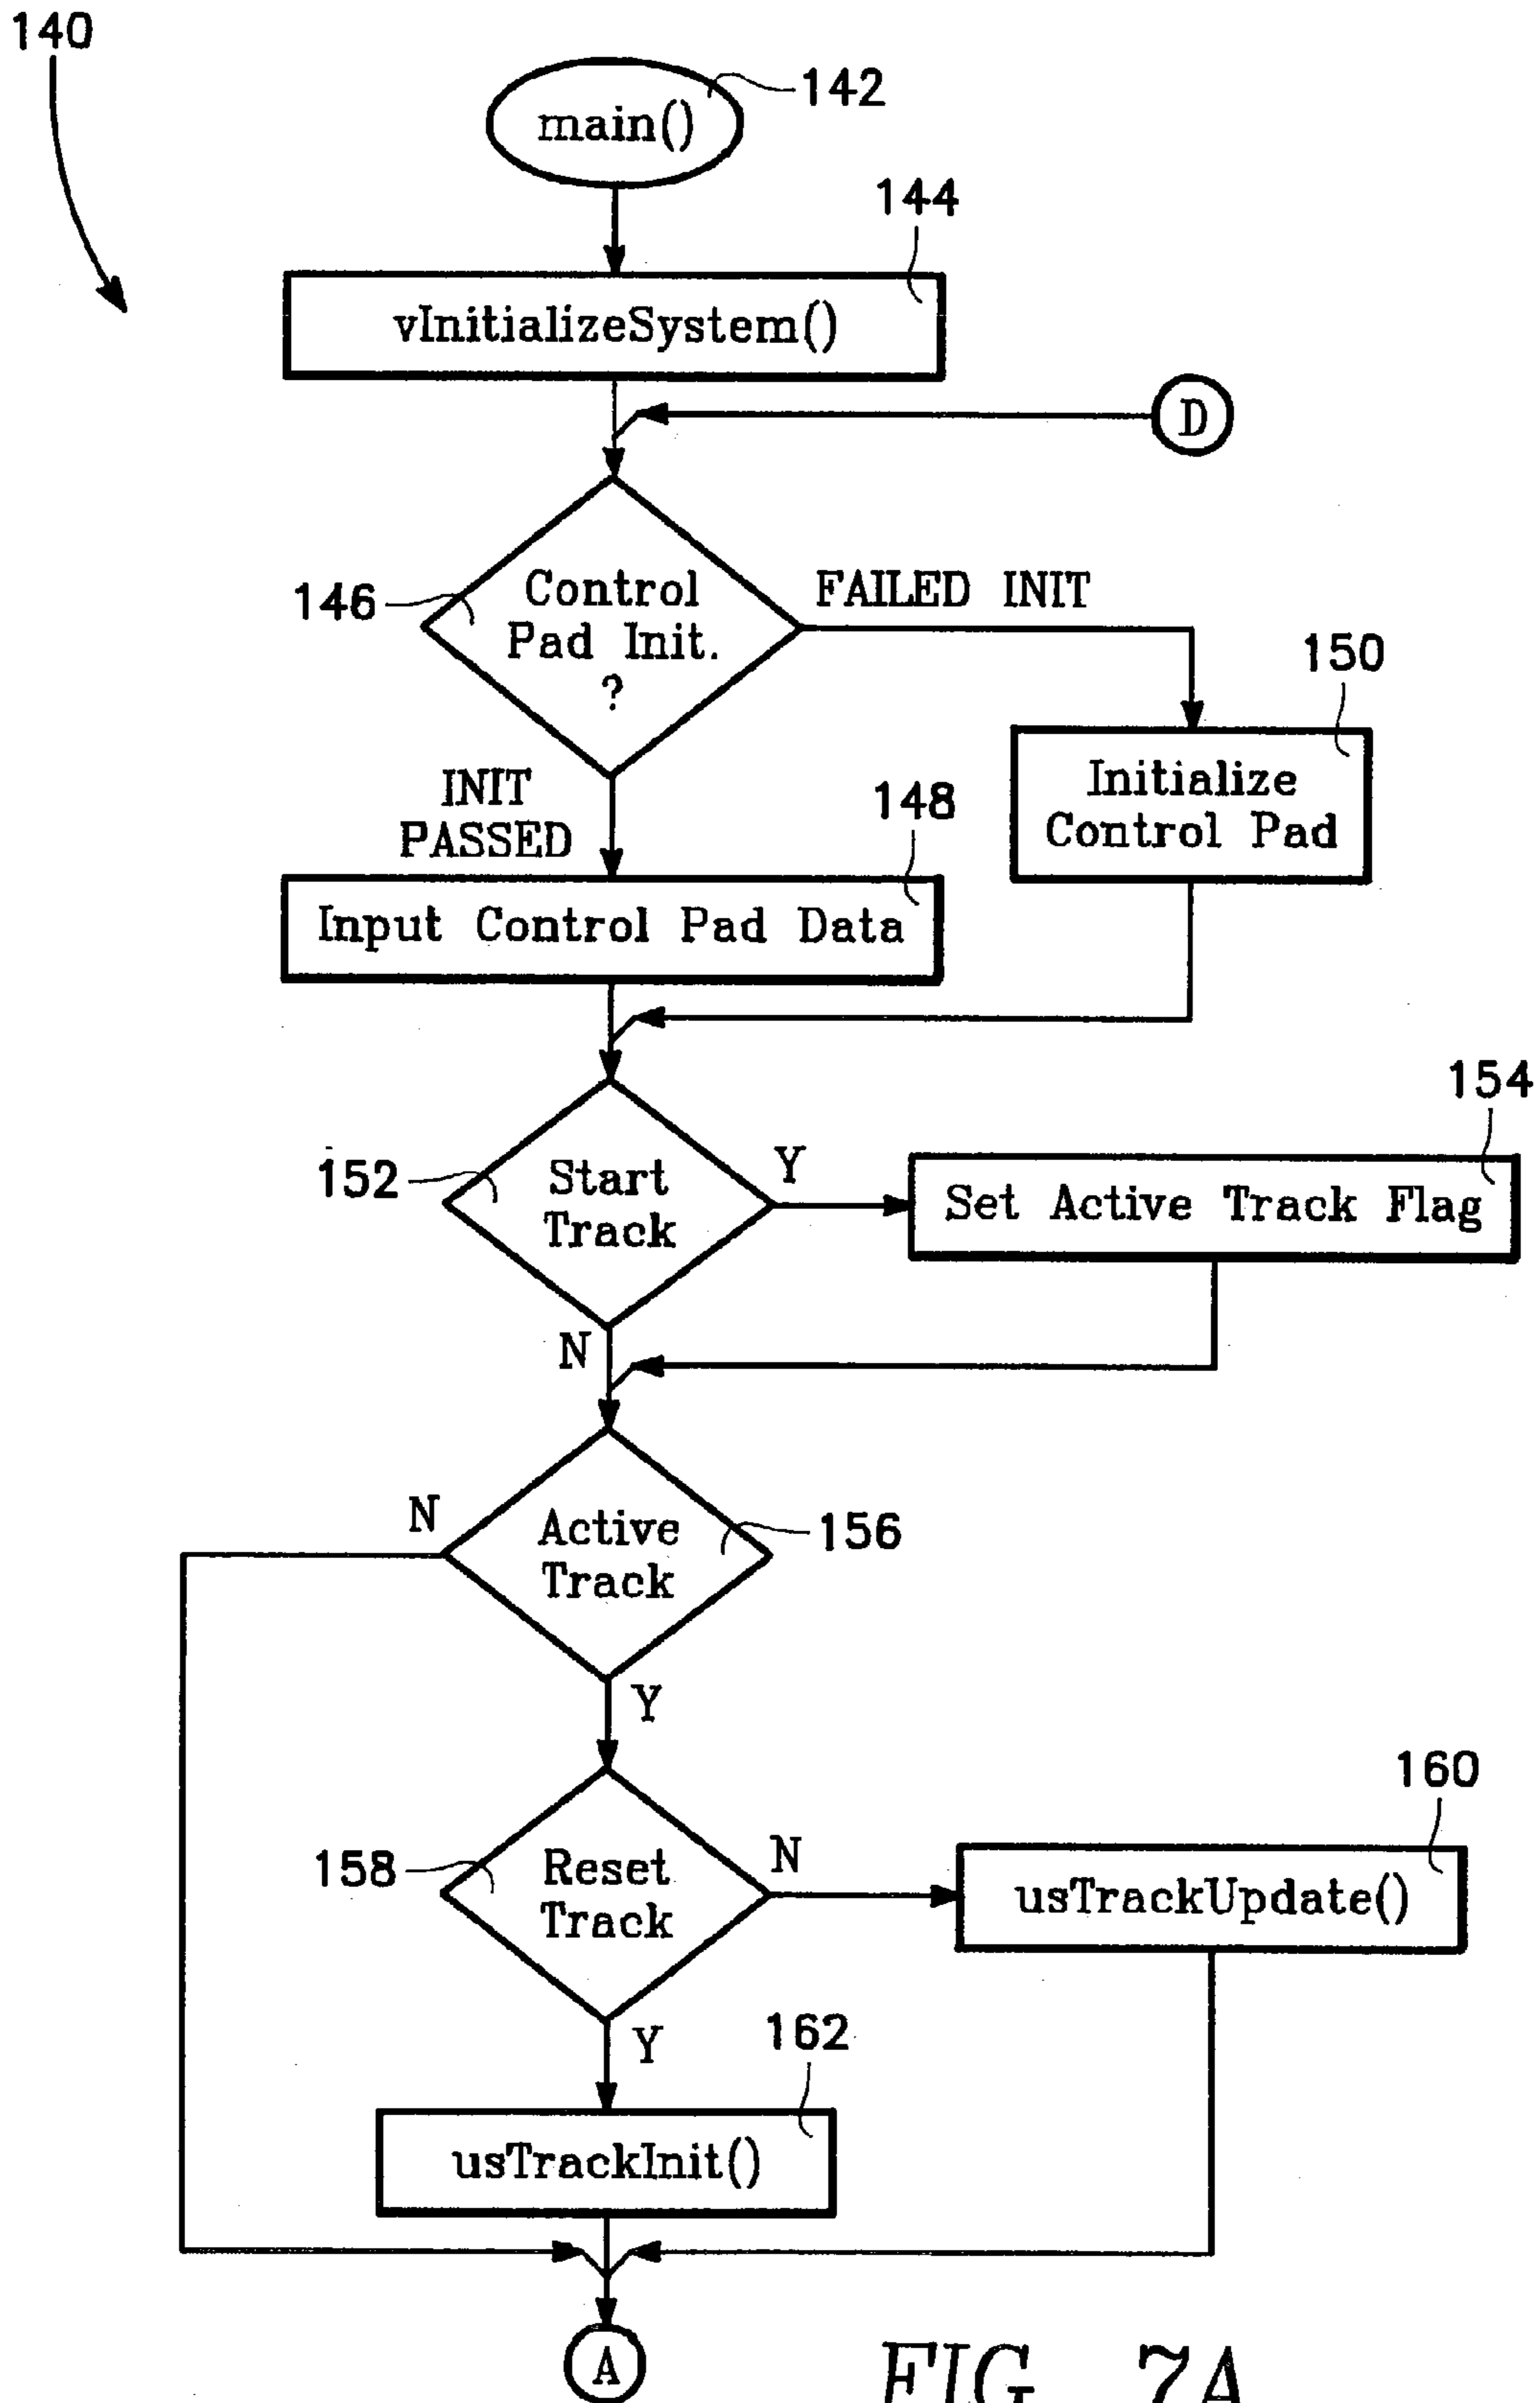 140
main()
142
144
vInitializeSystem()
D
146
Control
Pad Init.
?
FAILED INIT
150
Initialize
Control Pad
INIT
PASSED
148
Input Control Pad Data
152
Start
Track
Y
154
Set Active Track Flag
N
N
Active
Track
156
Y
158
Reset
Track
N
160
usTrackUpdate()
Y
162
usTrackInit()
A
FIG. 7A